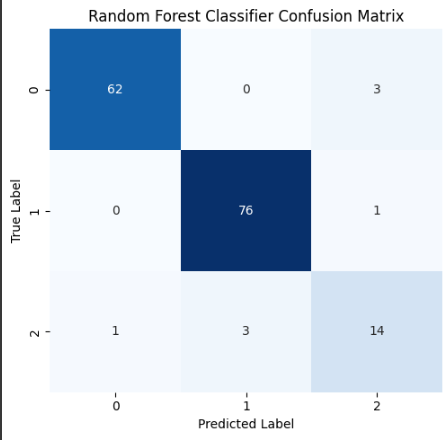 Random Forest Classifier Confusion Matrix
0 62 0 3
1 0 76 1
2 1 3 14
0 1 2
True Label
Predicted Label